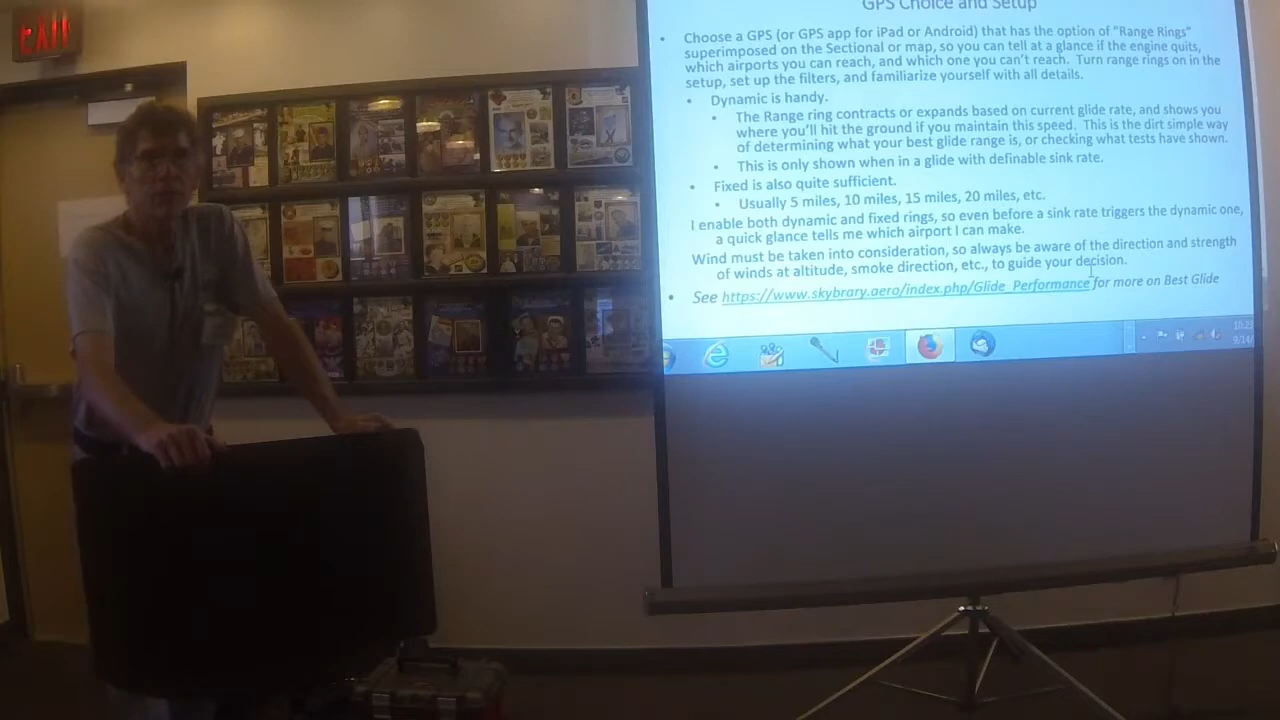 EXIT
GPS Choice and Setup
• Choose a GPS (or GPS app for iPad or Android) that has the option of "Range Rings"
superimposed on the Sectional or map, so you can tell at a glance if the engine quits,
which airports you can reach, and which one you can't reach. Turn range rings on in the
setup, set up the filters, and familiarize yourself with all details.
• Dynamic is handy.
• The Range ring contracts or expands based on current glide rate, and shows you
where you'll hit the ground if you maintain this speed. This is the dirt simple way
of determining what your best glide range is, or checking what tests have shown.
• This is only shown when in a glide with definable sink rate.
• Fixed is also quite sufficient.
• Usually 5 miles, 10 miles, 15 miles, 20 miles, etc.
I enable both dynamic and fixed rings, so even before a sink rate triggers the dynamic one,
a quick glance tells me which airport I can make.
Wind must be taken into consideration, so always be aware of the direction and strength
of winds at altitude, smoke direction, etc., to guide your decision.
• See https://www.skybrary.aero/index.php/Glide_Performance for more on Best Glide